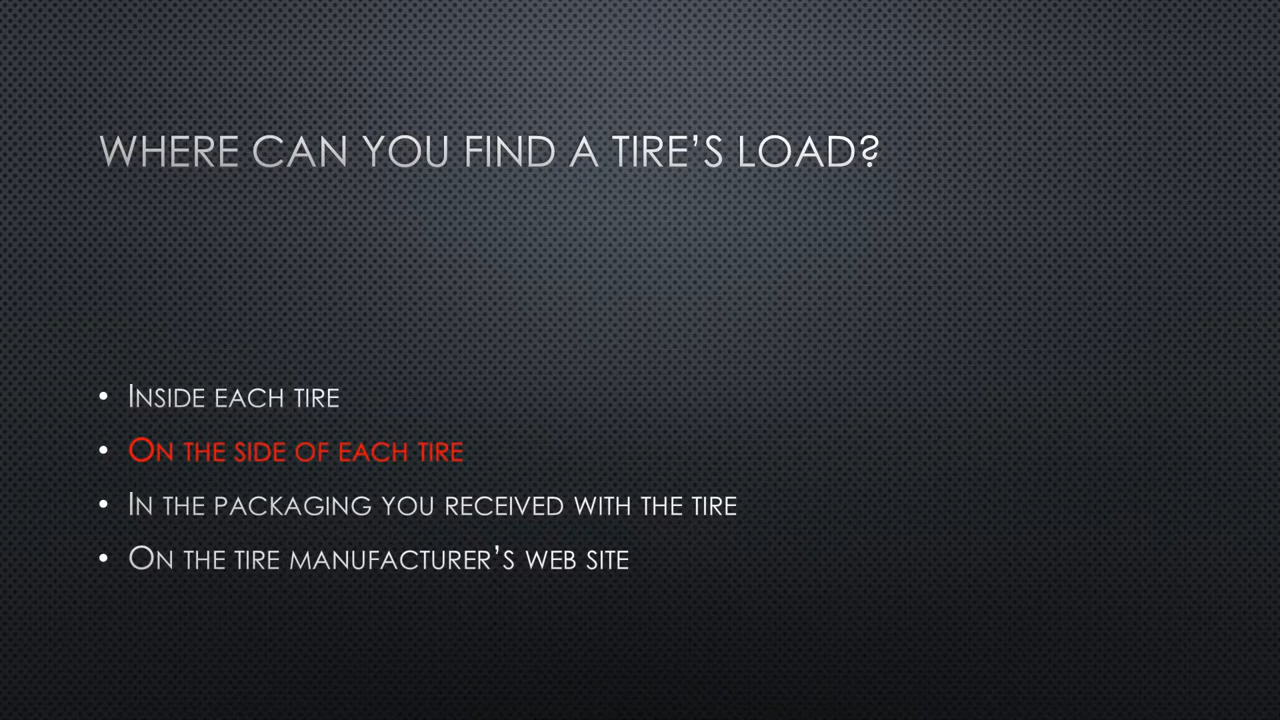 WHERE CAN YOU FIND A TIRE'S LOAD?
• INSIDE EACH TIRE
• ON THE SIDE OF EACH TIRE
• IN THE PACKAGING YOU RECEIVED WITH THE TIRE
• ON THE TIRE MANUFACTURER'S WEB SITE